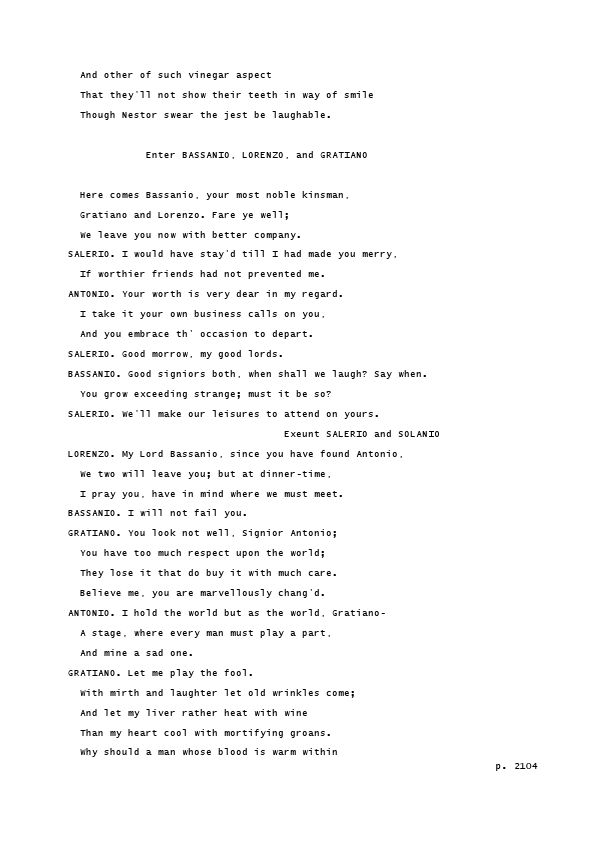 And other of such vinegar aspect
That they'll not show their teeth in way of smile
Though Nestor swear the jest be laughable.
Enter BASSANIO, LORENZO, and GRATIANO
Here comes Bassanio, your most noble kinsman,
Gratiano and Lorenzo. Fare ye well;
We leave you now with better company.
SALERIO. I would have stay'd till I had made you merry,
If worthier friends had not prevented me.
ANTONIO. Your worth is very dear in my regard.
I take it your own business calls on you,
And you embrace th' occasion to depart.
SALERIO. Good morrow, my good lords.
BASSANIO. Good signiors both, when shall we laugh? Say when.
You grow exceeding strange; must it be so?
SALERIO. We'll make our leisures to attend on yours.
Exeunt SALERIO and SOLANIO
LORENZO. My Lord Bassanio, since you have found Antonio,
We two will leave you; but at dinner-time,
I pray you, have in mind where we must meet.
BASSANIO. I will not fail you.
GRATIANO. You look not well, Signior Antonio;
You have too much respect upon the world;
They lose it that do buy it with much care.
Believe me, you are marvellously chang'd.
ANTONIO. I hold the world but as the world, Gratiano-
A stage, where every man must play a part,
And mine a sad one.
GRATIANO. Let me play the fool.
With mirth and laughter let old wrinkles come;
And let my liver rather heat with wine
Than my heart cool with mortifying groans.
Why should a man whose blood is warm within
p. 2104